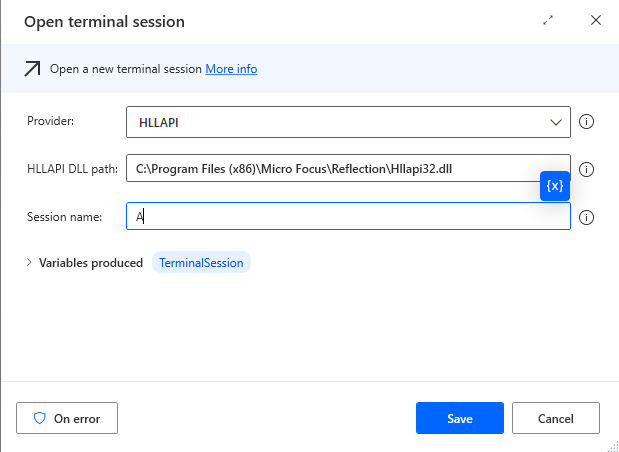 Open terminal session
Open a new terminal session More info
Provider: HLLAPI
HLLAPI DLL path: C:\Program Files (x86)\Micro Focus\Reflection\Hllapi32.dll
{x}
Session name: A
Variables produced TerminalSession
On error Save Cancel